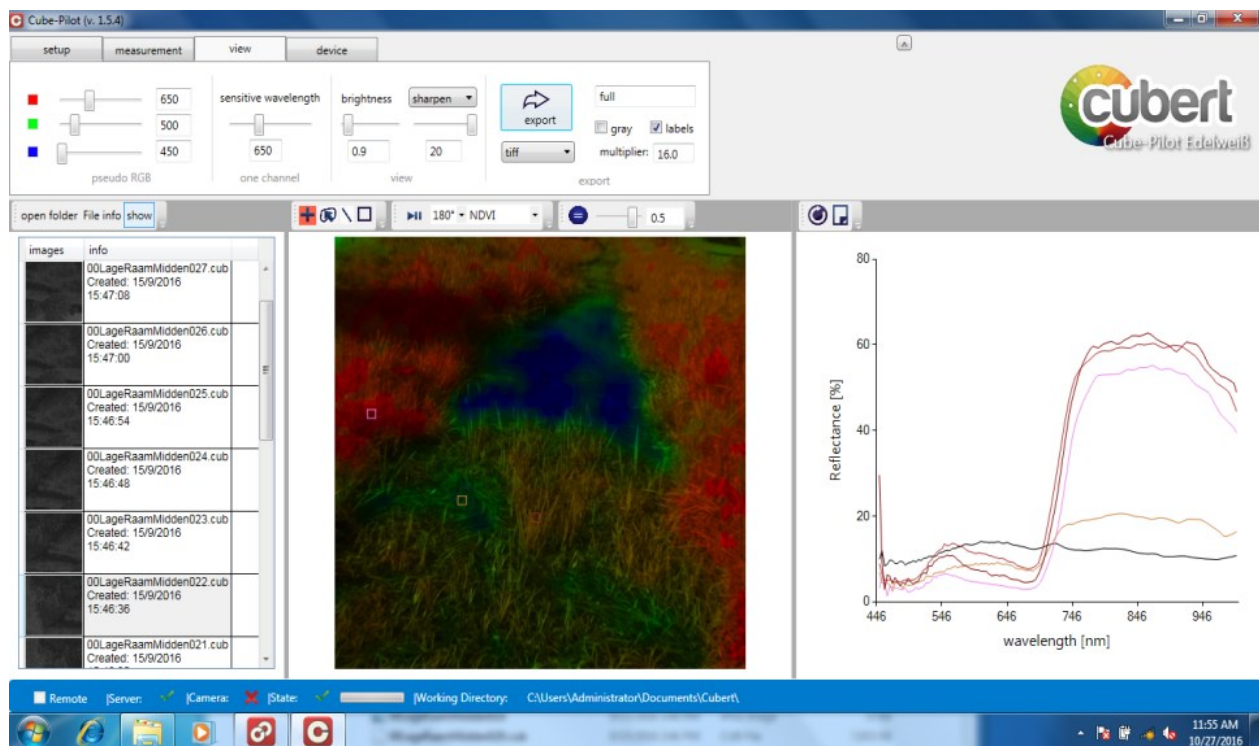 Cube-Pilot (v. 1.5.4)
setup measurement view device
650
500
450
pseudo RGB
sensitive wavelength
650
one channel
brightness sharpen
0.9 20
view
export
tiff
full
gray labels
multiplier: 16.0
export
cubert
Cube-Pilot Edelweiß
open folder File info show
180° NDVI
0.5
images info
00LageRaamMidden027.cub
Created: 15/9/2016
15:47:08
00LageRaamMidden026.cub
Created: 15/9/2016
15:47:00
00LageRaamMidden025.cub
Created: 15/9/2016
15:46:54
00LageRaamMidden024.cub
Created: 15/9/2016
15:46:48
00LageRaamMidden023.cub
Created: 15/9/2016
15:46:42
00LageRaamMidden022.cub
Created: 15/9/2016
15:46:36
00LageRaamMidden021.cub
Created: 15/9/2016
80
60
40
20
0
Reflectance [%]
446 546 646 746 846 946
wavelength [nm]
Remote |Server: |Camera: |State: |Working Directory: C:\Users\Administrator\Documents\Cubert\
11:55 AM
10/27/2016